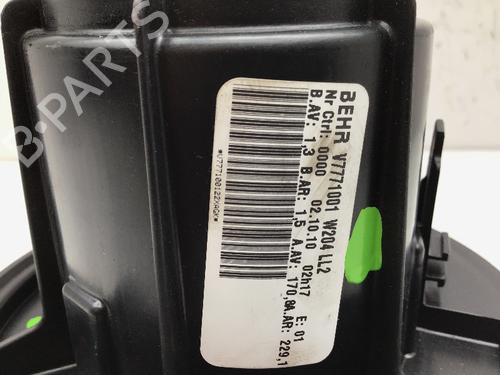 BEHR V7771001 W204 LL2
Nr Ctrl: 0000 02.10.10 02h17 E: 01
B.AV: 1,3 B.AR: 1,5 A.AV: 170,8A.AR: 229,1
B-PARTS